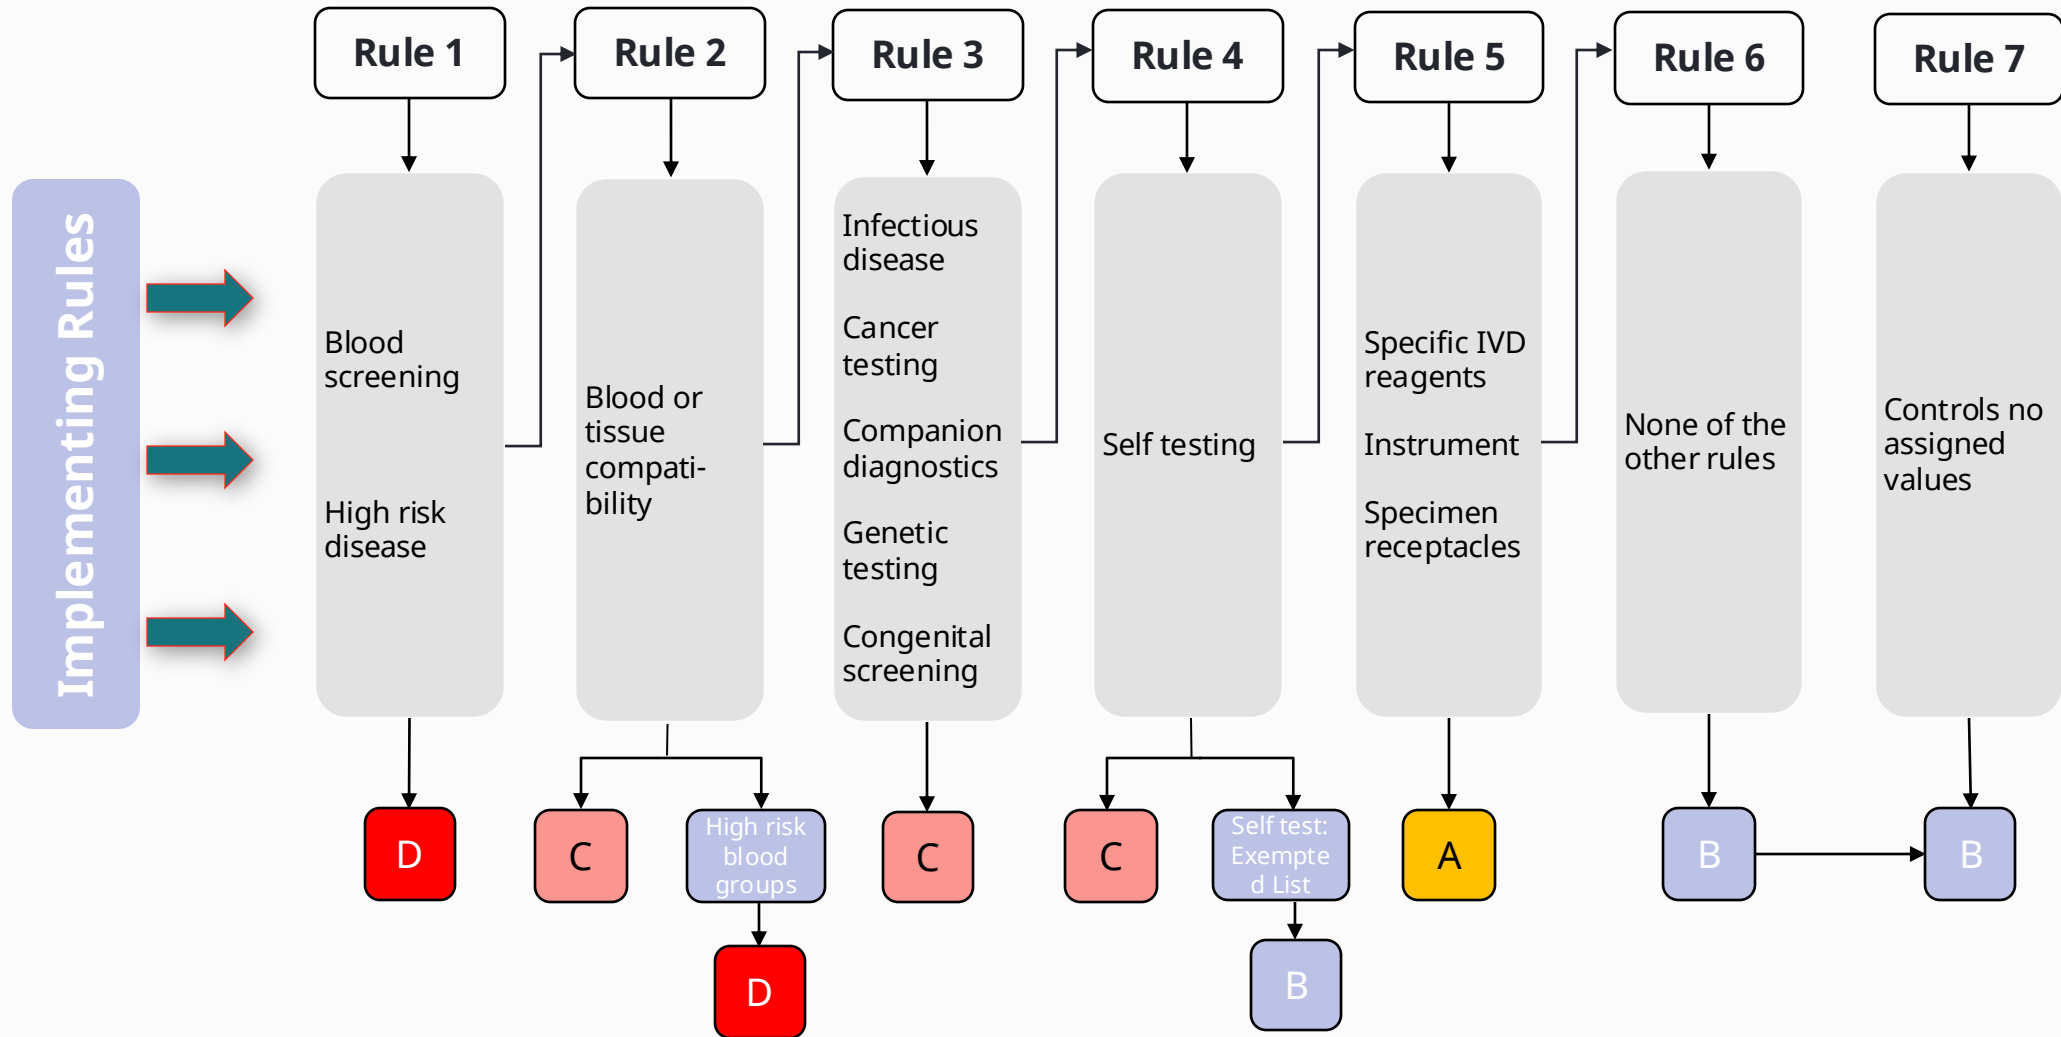 Rule 1
Rule 2
Rule 3
Rule 4
Rule 5
Rule 6
Rule 7
Implementing Rules
Blood
screening
High risk
disease
Blood or
tissue
compati-
bility
Infectious
disease
Cancer
testing
Companion
diagnostics
Genetic
testing
Congenital
screening
Self testing
Specific IVD
reagents
Instrument
Specimen
receptacles
None of the
other rules
Controls no
assigned
values
D
C
High risk
blood
groups
D
C
C
Self test:
Exempte
d List
B
A
B
B